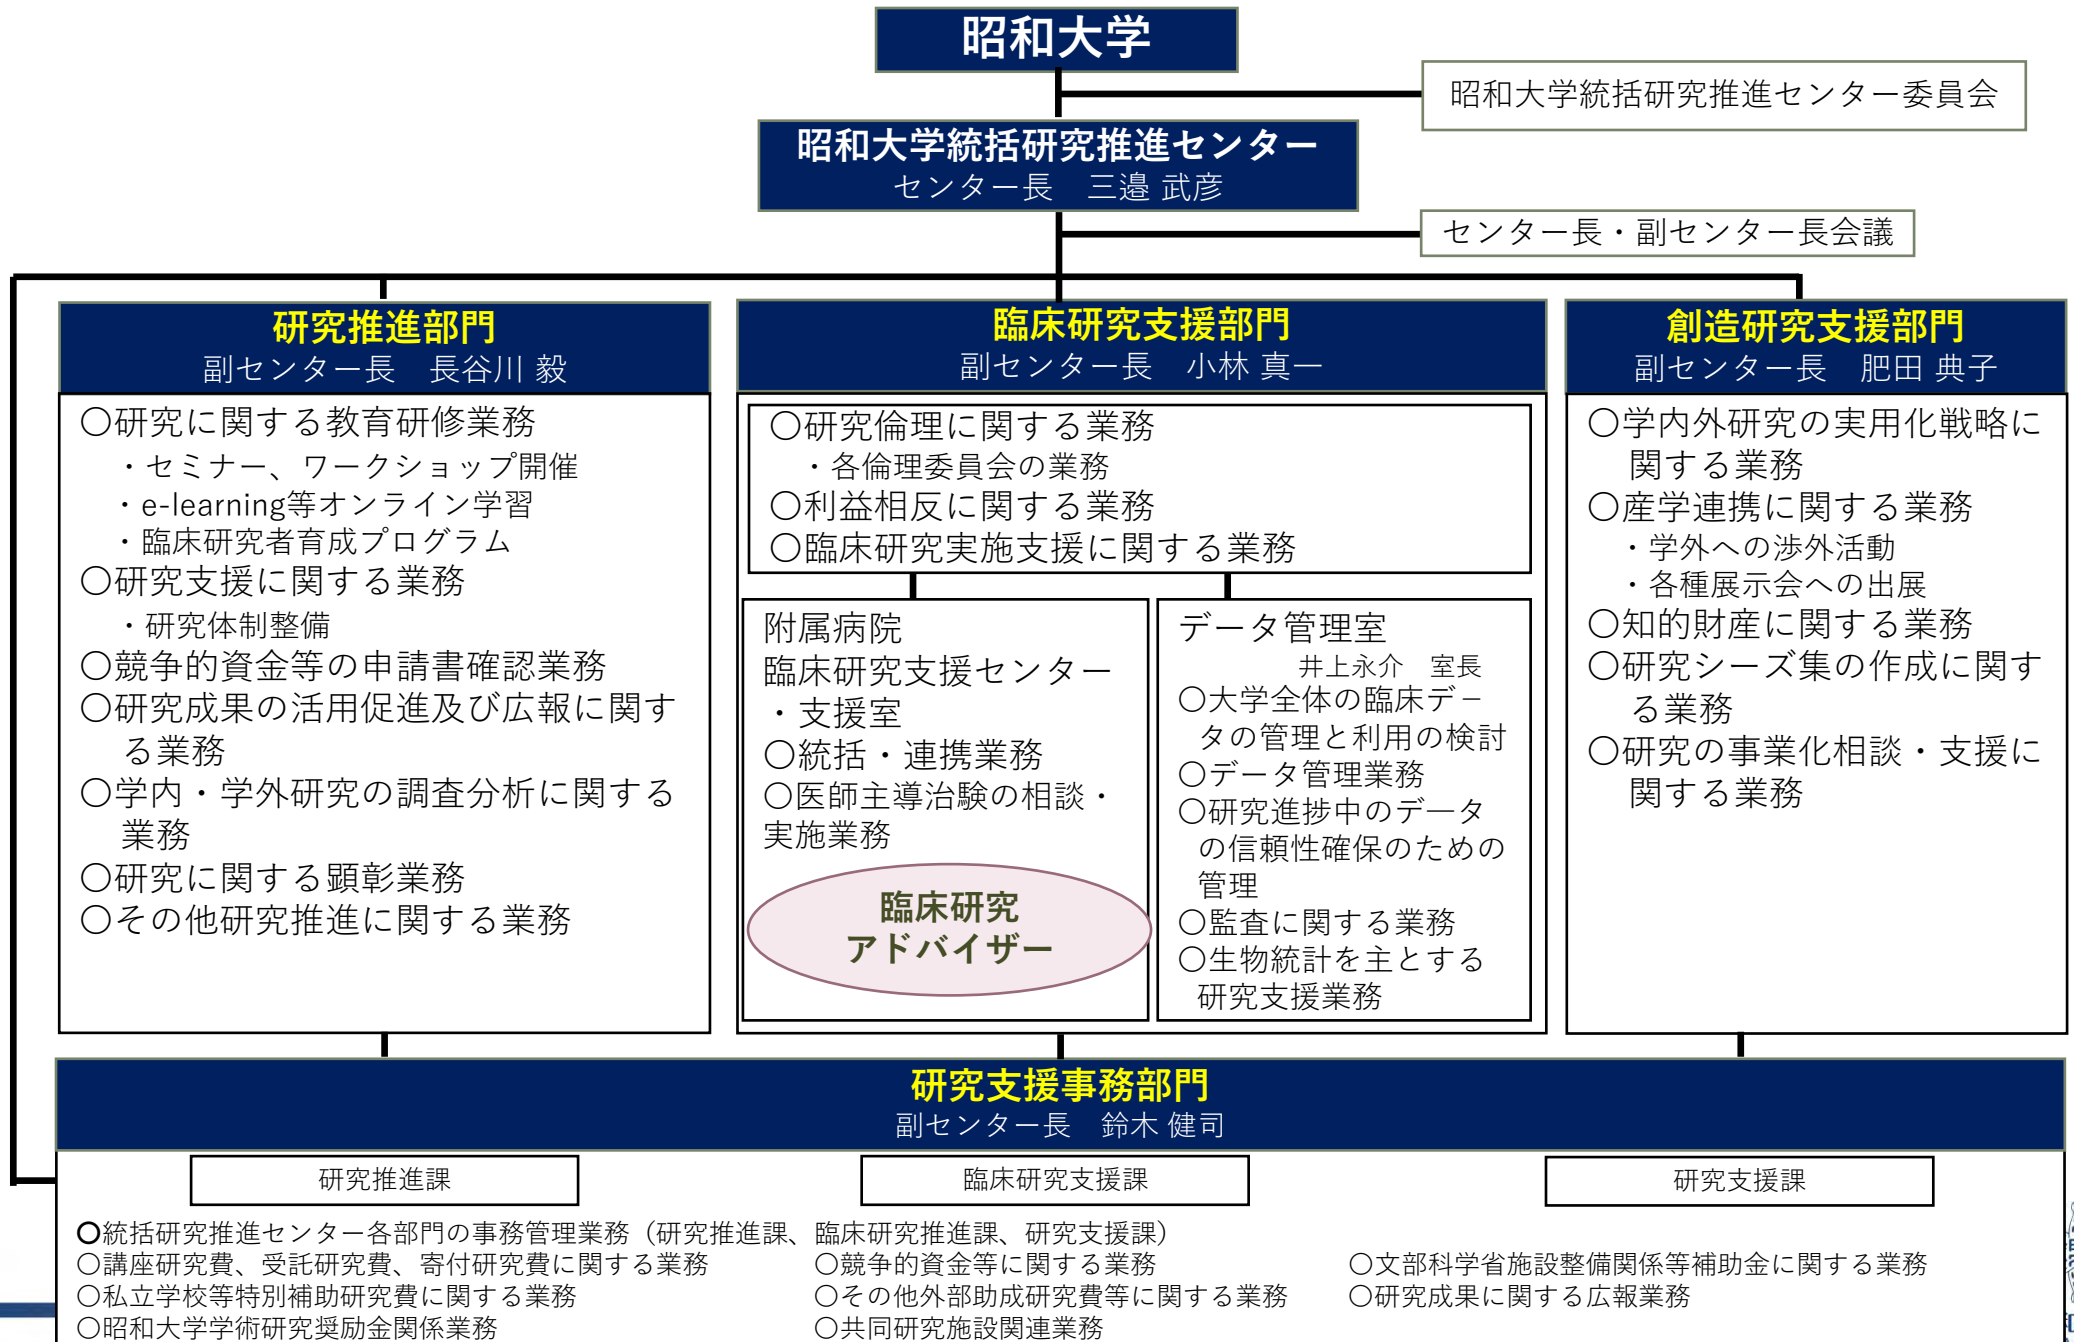 昭和大学
昭和大学統括研究推進センター委員会
昭和大学統括研究推進センター
センター長　三邉 武彦
センター長・副センター長会議
研究推進部門
副センター長　長谷川 毅
〇研究に関する教育研修業務
・セミナー、ワークショップ開催
・e-learning等オンライン学習
・臨床研究者育成プログラム
〇研究支援に関する業務
・研究体制整備
〇競争的資金等の申請書確認業務
〇研究成果の活用促進及び広報に関す
る業務
〇学内・学外研究の調査分析に関する
業務
〇研究に関する顕彰業務
〇その他研究推進に関する業務
臨床研究支援部門
副センター長　小林 真一
〇研究倫理に関する業務
・各倫理委員会の業務
〇利益相反に関する業務
〇臨床研究実施支援に関する業務
附属病院
臨床研究支援センター
・支援室
〇統括・連携業務
〇医師主導治験の相談・
実施業務
臨床研究
アドバイザー
データ管理室
井上永介　室長
〇大学全体の臨床デー
タの管理と利用の検討
〇データ管理業務
〇研究進捗中のデータ
の信頼性確保のための
管理
〇監査に関する業務
〇生物統計を主とする
研究支援業務
創造研究支援部門
副センター長　肥田 典子
〇学内外研究の実用化戦略に
関する業務
〇産学連携に関する業務
・学外への渉外活動
・各種展示会への出展
〇知的財産に関する業務
〇研究シーズ集の作成に関す
る業務
〇研究の事業化相談・支援に
関する業務
研究支援事務部門
副センター長　鈴木 健司
研究推進課
臨床研究支援課
研究支援課
〇統括研究推進センター各部門の事務管理業務（研究推進課、臨床研究推進課、研究支援課）
〇講座研究費、受託研究費、寄付研究費に関する業務
〇私立学校等特別補助研究費に関する業務
〇昭和大学学術研究奨励金関係業務
〇競争的資金等に関する業務
〇その他外部助成研究費等に関する業務
〇共同研究施設関連業務
〇文部科学省施設整備関係等補助金に関する業務
〇研究成果に関する広報業務